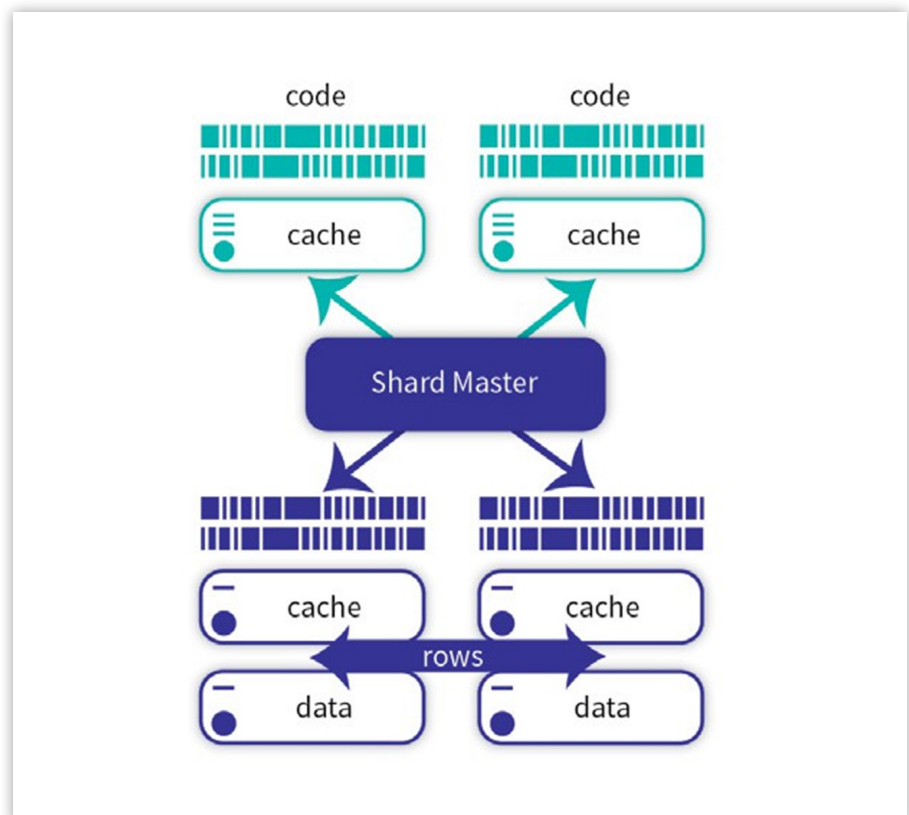 code
code
cache
cache
Shard Master
cache
cache
rows
data
data